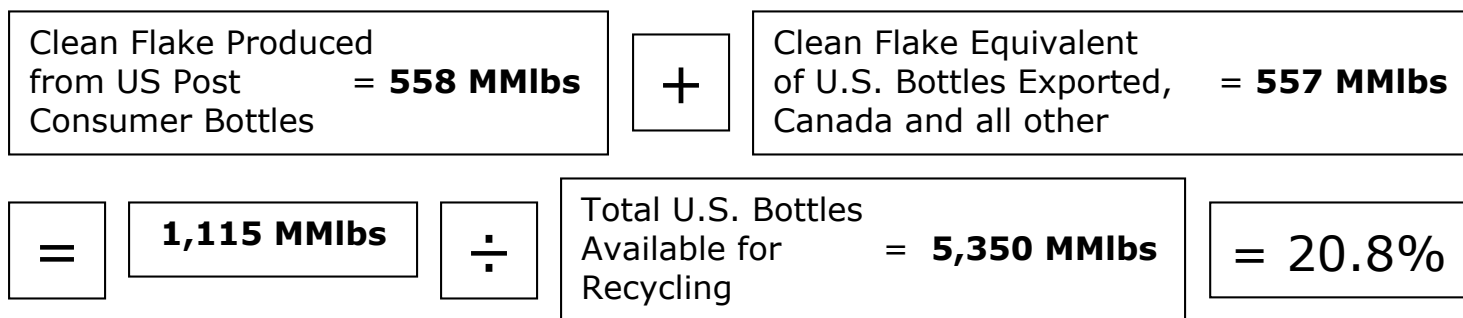 Clean Flake Produced
from US Post = 558 MMlbs
Consumer Bottles
+
Clean Flake Equivalent
of U.S. Bottles Exported, = 557 MMlbs
Canada and all other
=
1,115 MMlbs
÷
Total U.S. Bottles
Available for = 5,350 MMlbs
Recycling
= 20.8%